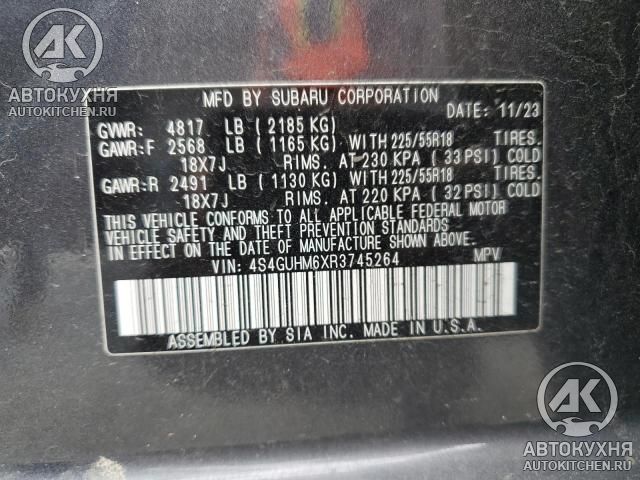 АК
АВТОКУХНЯ
AUTOKITCHEN.RU
MFD BY SUBARU CORPORATION
DATE: 11/23
GVWR: 4817 LB ( 2185 KG)
GAWR:F 2568 LB ( 1165 KG) WITH 225/55R18 TIRES.
18X7J RIMS. AT 230 KPA ( 33 PSI) COLD
GAWR:R 2491 LB ( 1130 KG) WITH 225/55R18 TIRES.
18X7J RIMS. AT 220 KPA ( 32 PSI) COLD
THIS VEHICLE CONFORMS TO ALL APPLICABLE FEDERAL MOTOR
VEHICLE SAFETY AND THEFT PREVENTION STANDARDS
IN EFFECT ON THE DATE OF MANUFACTURE SHOWN ABOVE.
VIN: 4S4GUHM6XR3745264 MPV
ASSEMBLED BY SIA INC. MADE IN U.S.A.
АК
АВТОКУХНЯ
AUTOKITCHEN.RU